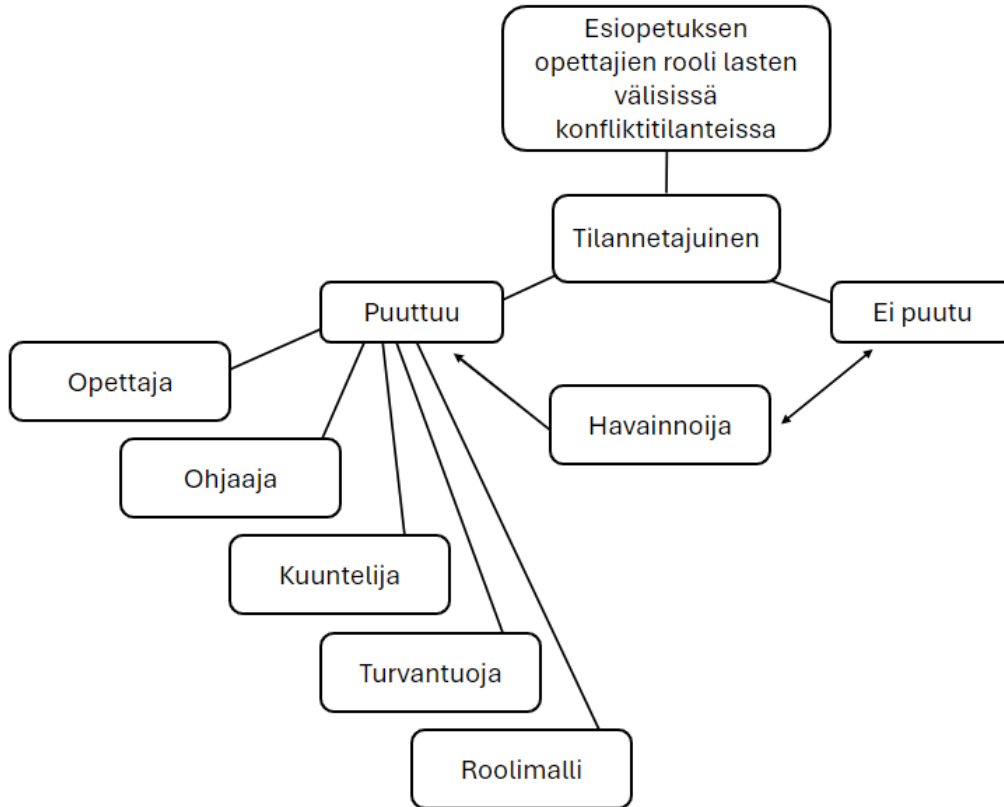 Esiopetuksen
opettajien rooli lasten
välisissä
konfliktitilanteissa
Tilannetajuinen
Puuttuu
Ei puutu
Opettaja
Havainnoija
Ohjaaja
Kuuntelija
Turvantuoja
Roolimalli